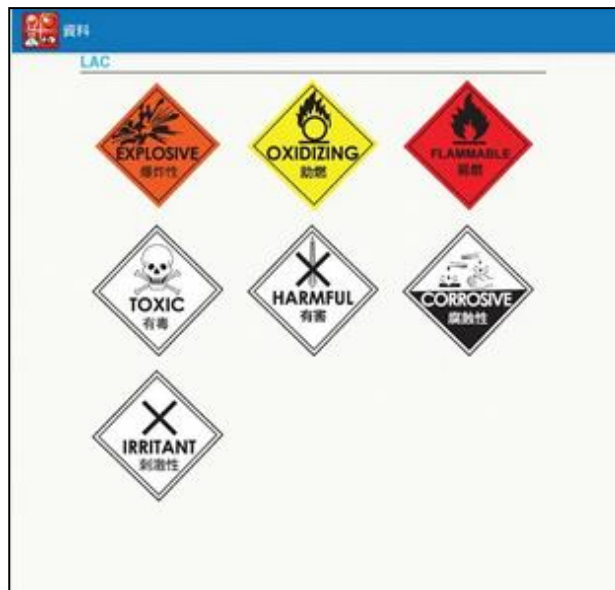 資料
LAC
EXPLOSIVE
爆炸性
OXIDIZING
助燃
FLAMMABLE
易燃
TOXIC
有毒
HARMFUL
有害
CORROSIVE
腐蝕性
IRRITANT
刺激性